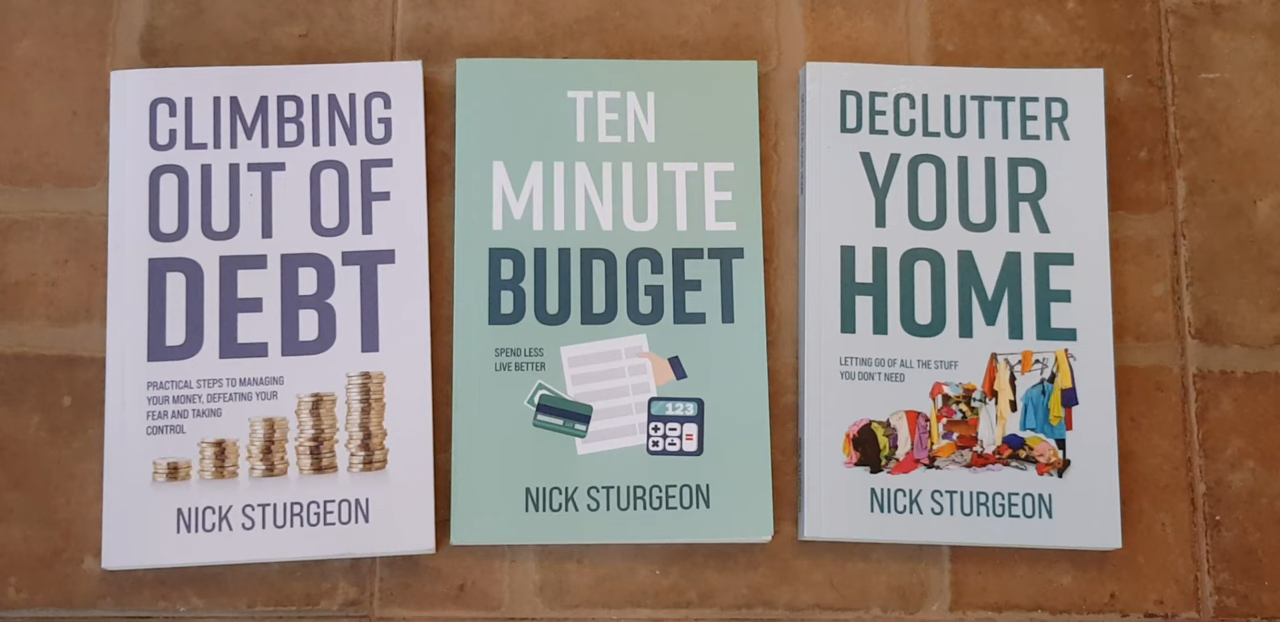 CLIMBING
OUT OF
DEBT
PRACTICAL STEPS TO MANAGING
YOUR MONEY, DEFEATING YOUR
FEAR AND TAKING
CONTROL
NICK STURGEON
TEN
MINUTE
BUDGET
SPEND LESS
LIVE BETTER
123
NICK STURGEON
DECLUTTER
YOUR
HOME
LETTING GO OF ALL THE STUFF
YOU DON'T NEED
NICK STURGEON